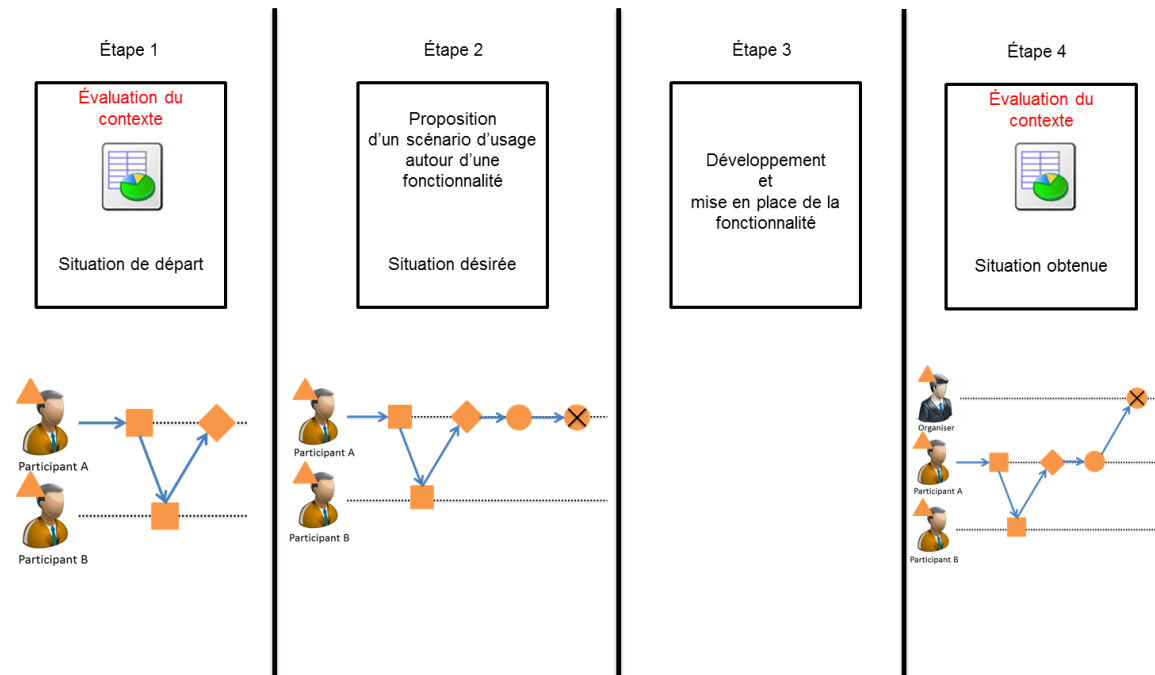 Étape 1
Évaluation du
contexte
Situation de départ
Participant A
Participant B
Étape 2
Proposition
d'un scénario d'usage
autour d'une
fonctionnalité
Situation désirée
Participant A
Participant B
Étape 3
Développement
et
mise en place de la
fonctionnalité
Étape 4
Évaluation du
contexte
Situation obtenue
Organiser
Participant A
Participant B